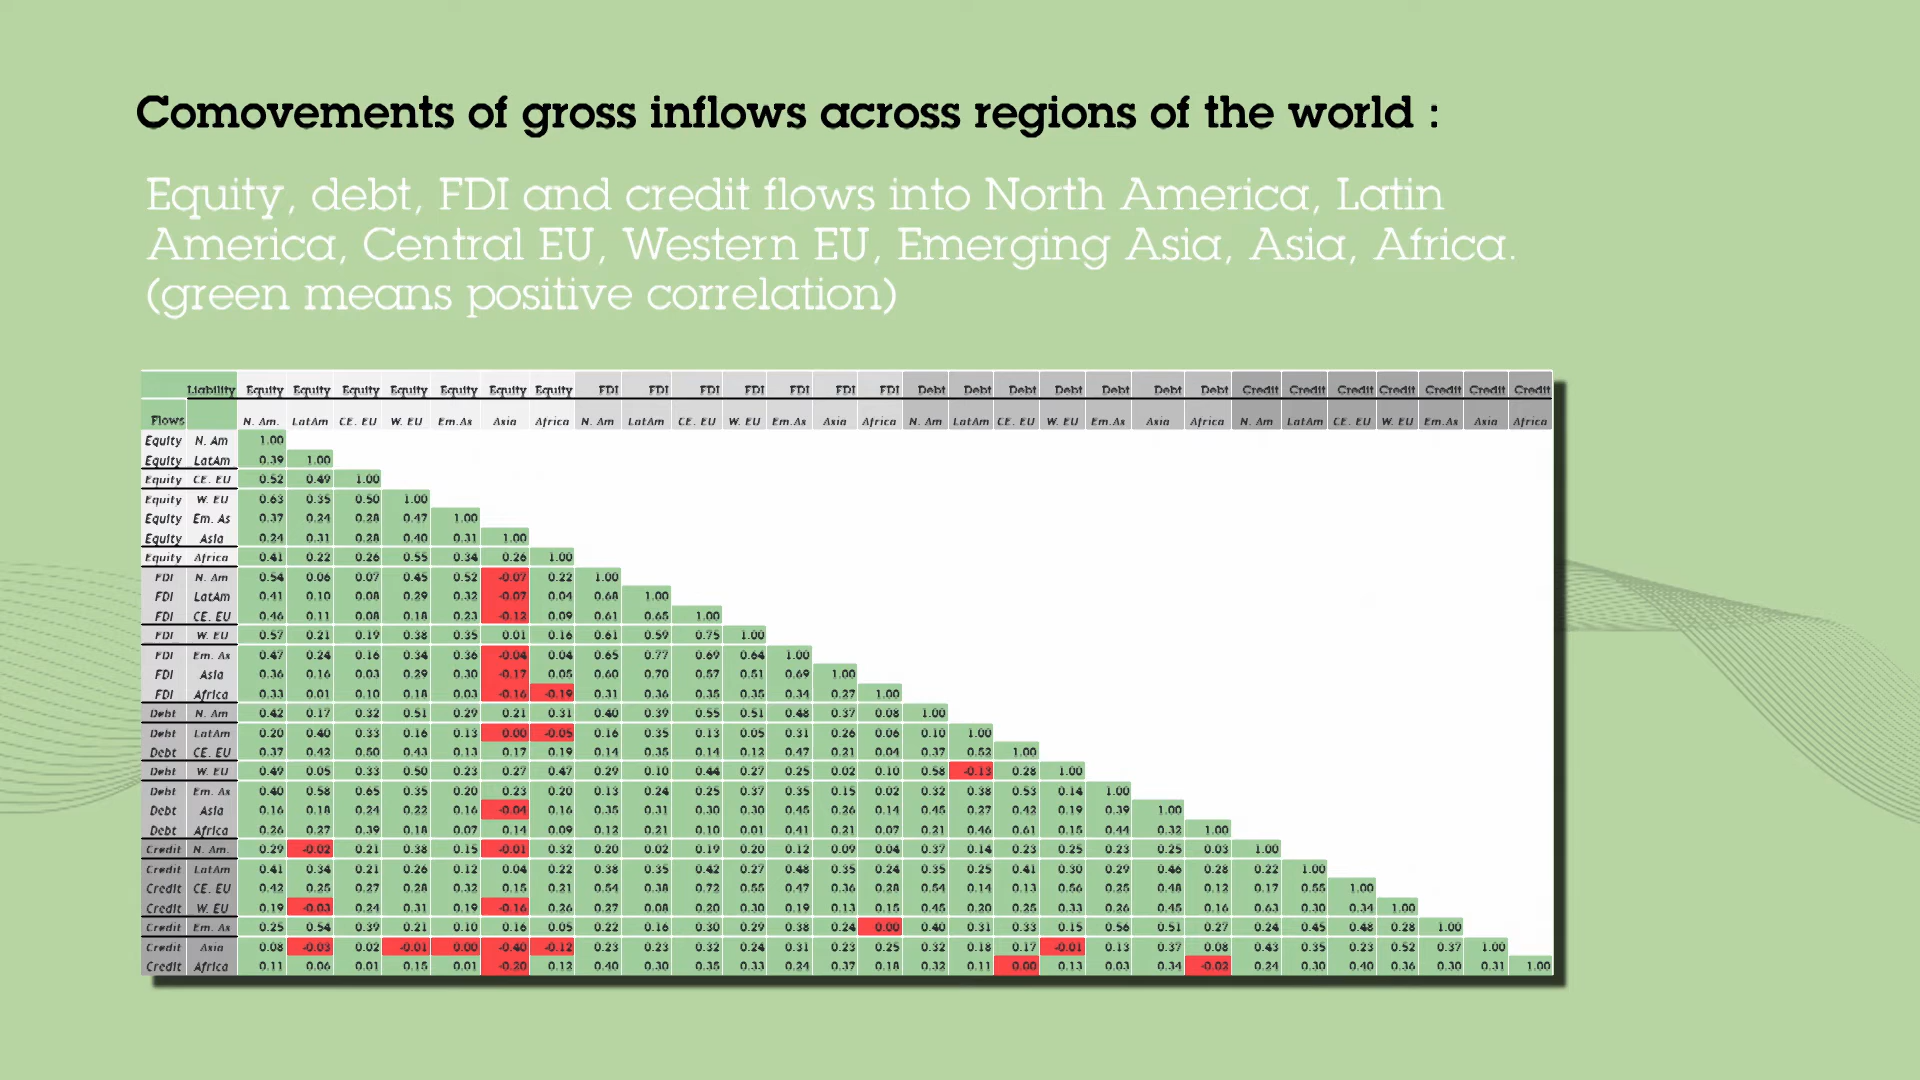 Comovements of gross inflows across regions of the world :
Equity, debt, FDI and credit flows into North America, Latin
America, Central EU, Western EU, Emerging Asia, Asia, Africa.
(green means positive correlation)
Liability Equity Equity Equity Equity Equity Equity Equity FDI FDI FDI FDI FDI FDI FDI Debt Debt Debt Debt Debt Debt Debt Credit Credit Credit Credit Credit Credit Credit
Flows N. Am. LatAm CE. EU W. EU Em.As Asia Africa N. Am LatAm CE. EU W. EU Em.As Asia Africa N. Am LatAm CE. EU W. EU Em.As Asia Africa N. Am LatAm CE. EU W. EU Em.As Asia Africa
Equity N. Am 1.00
Equity LatAm 0.39 1.00
Equity CE. EU 0.52 0.49 1.00
Equity W. EU 0.63 0.35 0.50 1.00
Equity Em. As 0.37 0.24 0.28 0.47 1.00
Equity Asia 0.24 0.31 0.28 0.40 0.31 1.00
Equity Africa 0.41 0.22 0.26 0.55 0.34 0.26 1.00
FDI N. Am 0.54 0.06 0.07 0.45 0.52 -0.07 0.22 1.00
FDI LatAm 0.41 0.10 0.08 0.29 0.32 -0.07 0.04 0.68 1.00
FDI CE. EU 0.46 0.11 0.08 0.18 0.23 -0.12 0.09 0.61 0.65 1.00
FDI W. EU 0.57 0.21 0.19 0.38 0.35 0.01 0.16 0.61 0.59 0.75 1.00
FDI Em. As 0.47 0.24 0.16 0.34 0.36 -0.04 0.04 0.65 0.77 0.69 0.64 1.00
FDI Asia 0.36 0.16 0.03 0.29 0.30 -0.17 0.05 0.60 0.70 0.57 0.51 0.69 1.00
FDI Africa 0.33 0.01 0.10 0.18 0.03 -0.16 -0.19 0.31 0.36 0.35 0.35 0.34 0.27 1.00
Debt N. Am 0.42 0.17 0.32 0.51 0.29 0.21 0.31 0.40 0.39 0.55 0.51 0.48 0.37 0.08 1.00
Debt LatAm 0.20 0.40 0.33 0.16 0.13 0.00 -0.05 0.16 0.35 0.13 0.05 0.31 0.26 0.06 0.10 1.00
Debt CE. EU 0.37 0.42 0.50 0.43 0.13 0.17 0.19 0.14 0.35 0.14 0.12 0.47 0.21 0.04 0.37 0.52 1.00
Debt W. EU 0.49 0.05 0.33 0.50 0.23 0.27 0.47 0.29 0.10 0.44 0.27 0.25 0.02 0.10 0.58 -0.13 0.28 1.00
Debt Em. As 0.40 0.58 0.65 0.35 0.20 0.23 0.20 0.13 0.24 0.25 0.37 0.35 0.15 0.02 0.32 0.38 0.53 0.14 1.00
Debt Asia 0.16 0.18 0.24 0.22 0.16 -0.04 0.16 0.35 0.31 0.30 0.30 0.45 0.26 0.14 0.45 0.27 0.42 0.19 0.39 1.00
Debt Africa 0.26 0.27 0.39 0.18 0.07 0.14 0.09 0.12 0.21 0.10 0.01 0.41 0.21 0.07 0.21 0.46 0.61 0.15 0.44 0.32 1.00
Credit N. Am. 0.29 -0.02 0.21 0.38 0.15 -0.01 0.32 0.20 0.02 0.19 0.20 0.12 0.09 0.04 0.37 0.14 0.23 0.25 0.23 0.25 0.03 1.00
Credit LatAm 0.41 0.34 0.21 0.26 0.12 0.04 0.22 0.38 0.35 0.42 0.27 0.48 0.35 0.24 0.35 0.25 0.41 0.30 0.29 0.46 0.28 0.22 1.00
Credit CE. EU 0.42 0.25 0.27 0.28 0.32 0.15 0.21 0.54 0.38 0.72 0.55 0.47 0.36 0.28 0.54 0.14 0.13 0.56 0.25 0.48 0.12 0.17 0.55 1.00
Credit W. EU 0.19 -0.03 0.24 0.31 0.19 -0.16 0.26 0.27 0.08 0.20 0.30 0.19 0.13 0.15 0.45 0.20 0.25 0.33 0.26 0.45 0.16 0.63 0.30 0.34 1.00
Credit Em. As 0.25 0.54 0.39 0.21 0.10 0.16 0.05 0.22 0.16 0.30 0.29 0.38 0.24 0.00 0.40 0.31 0.33 0.15 0.56 0.51 0.27 0.24 0.45 0.48 0.28 1.00
Credit Asia 0.08 -0.03 0.02 -0.01 0.00 -0.40 -0.12 0.23 0.23 0.32 0.24 0.31 0.23 0.25 0.32 0.18 0.17 -0.01 0.13 0.37 0.08 0.43 0.35 0.23 0.52 0.37 1.00
Credit Africa 0.11 0.06 0.01 0.15 0.01 -0.20 0.12 0.40 0.30 0.35 0.33 0.24 0.37 0.18 0.32 0.11 0.00 0.13 0.03 0.34 -0.02 0.24 0.30 0.40 0.36 0.30 0.31 1.00